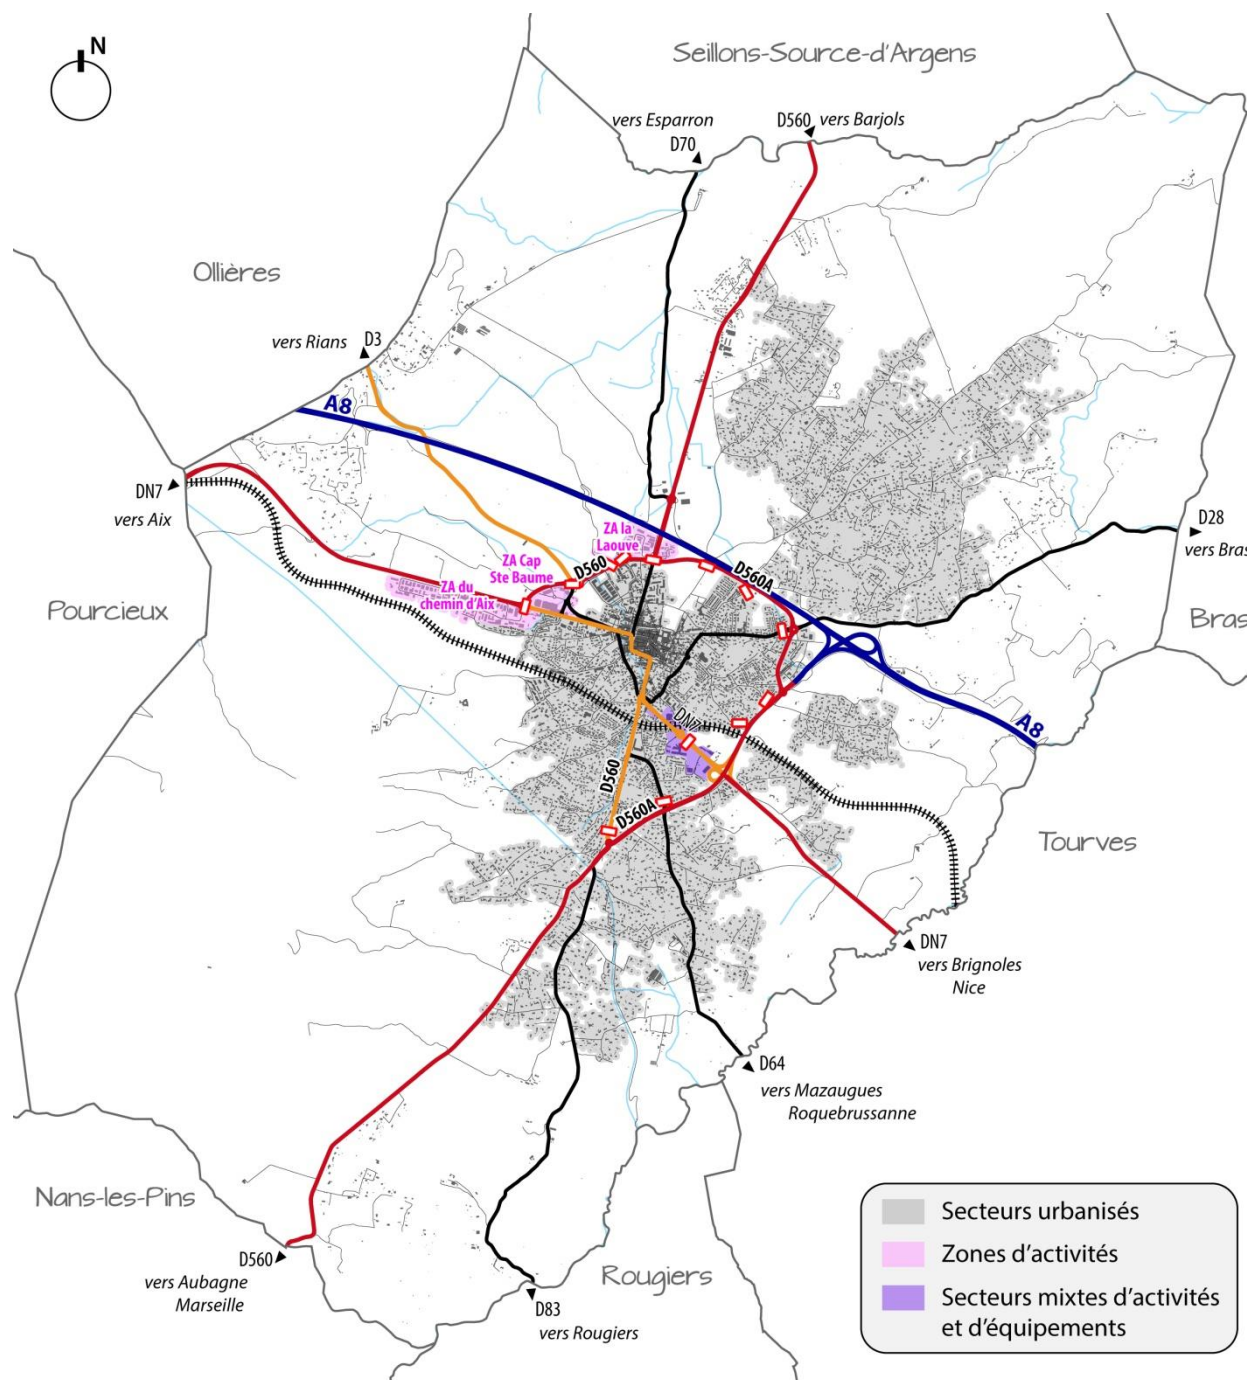 N
Seillons-Source-d'Argens
vers Esparron
D70
D560
vers Barjols
Ollières
vers Rians
D3
A8
DN7
vers Aix
D28
vers Bras
Pourcieux
Bras
ZA la
Laouve
D560
ZA Cap
Ste Baume
D560A
ZA du
chemin d'Aix
A8
DN7
D560
D560A
Tourves
DN7
vers Brignoles
Nice
D64
vers Mazaugues
Roquebrussanne
Nans-les-Pins
D560
vers Aubagne
Marseille
Rougiers
D83
vers Rougiers
Secteurs urbanisés
Zones d'activités
Secteurs mixtes d'activités
et d'équipements